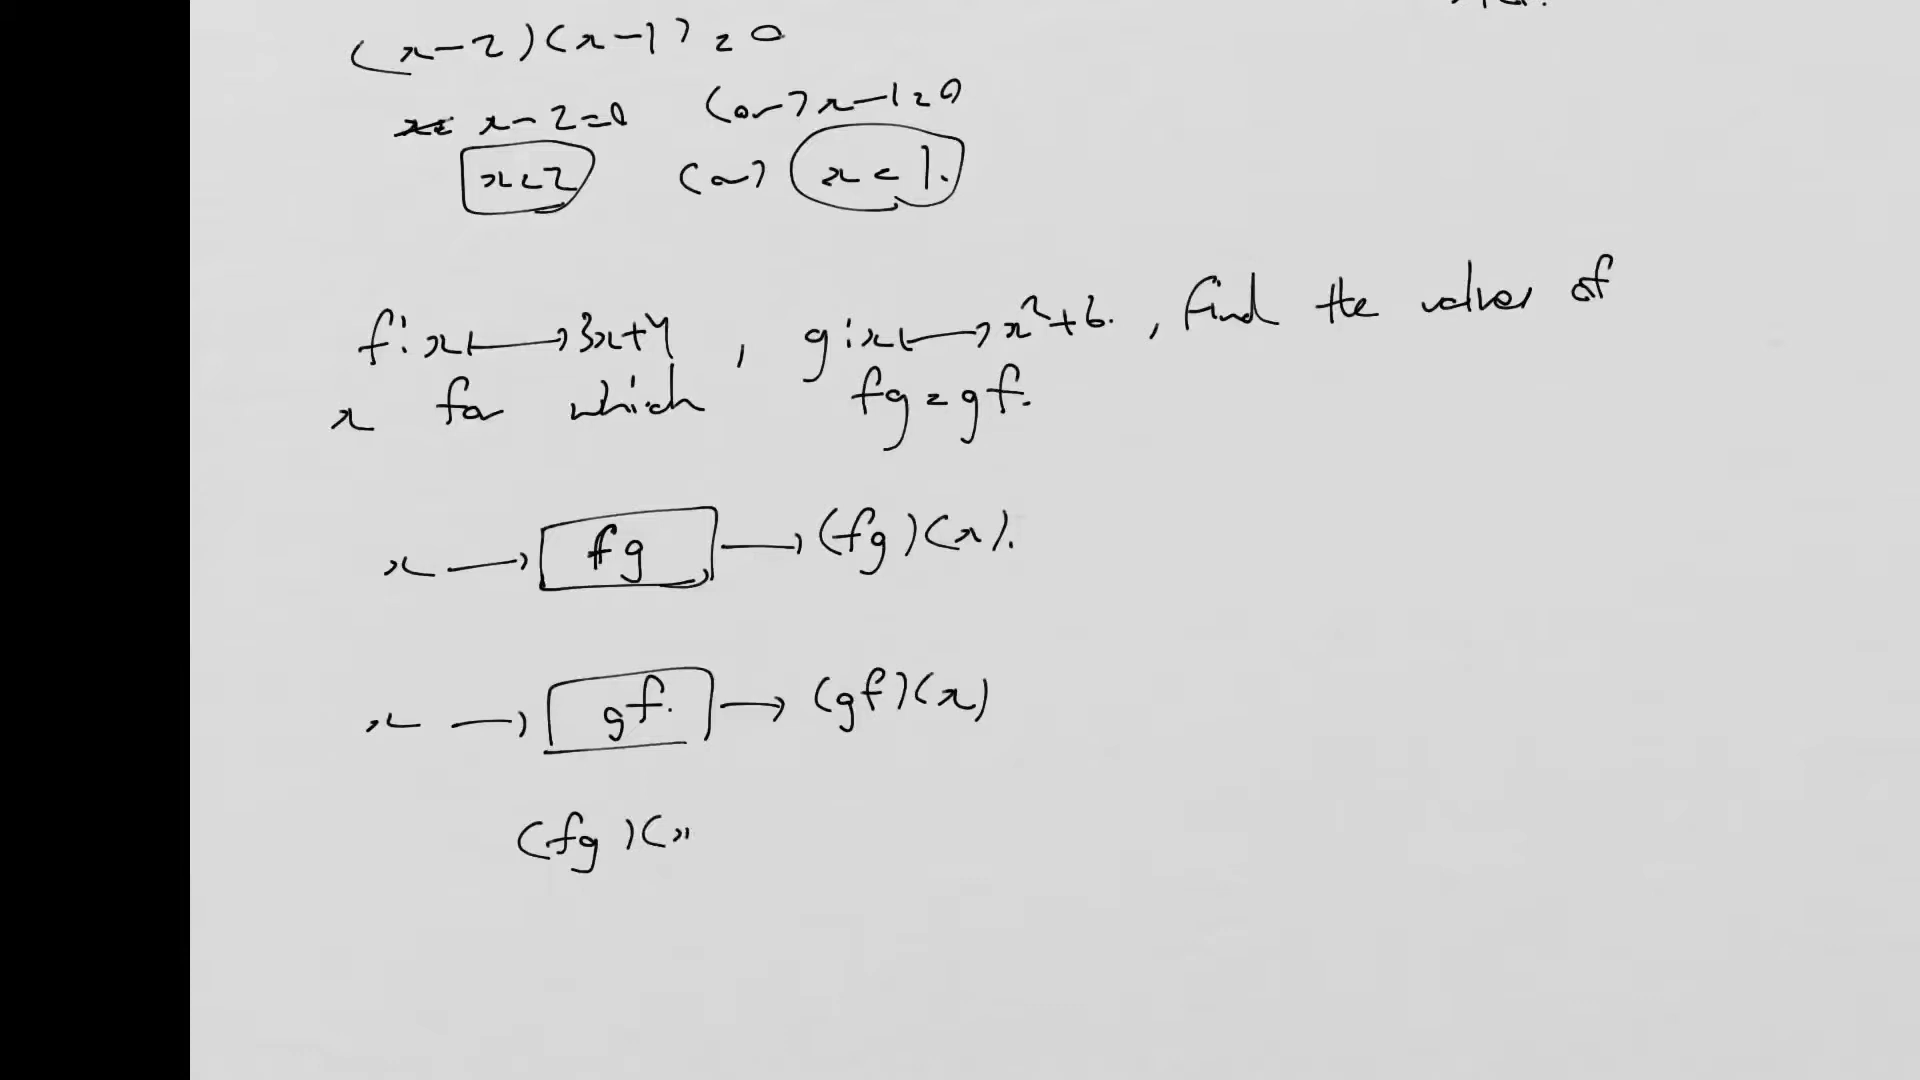 (x-2)(x-1)=0
x-2=0 (or) x-1=0
x=2 (or) x=1.
f:x⟼3x+4, g:x⟼x²+6., Find the values of
x for which fg=gf.
x → fg → (fg)(x).
x → gf. → (gf)(x)
(fg)(x